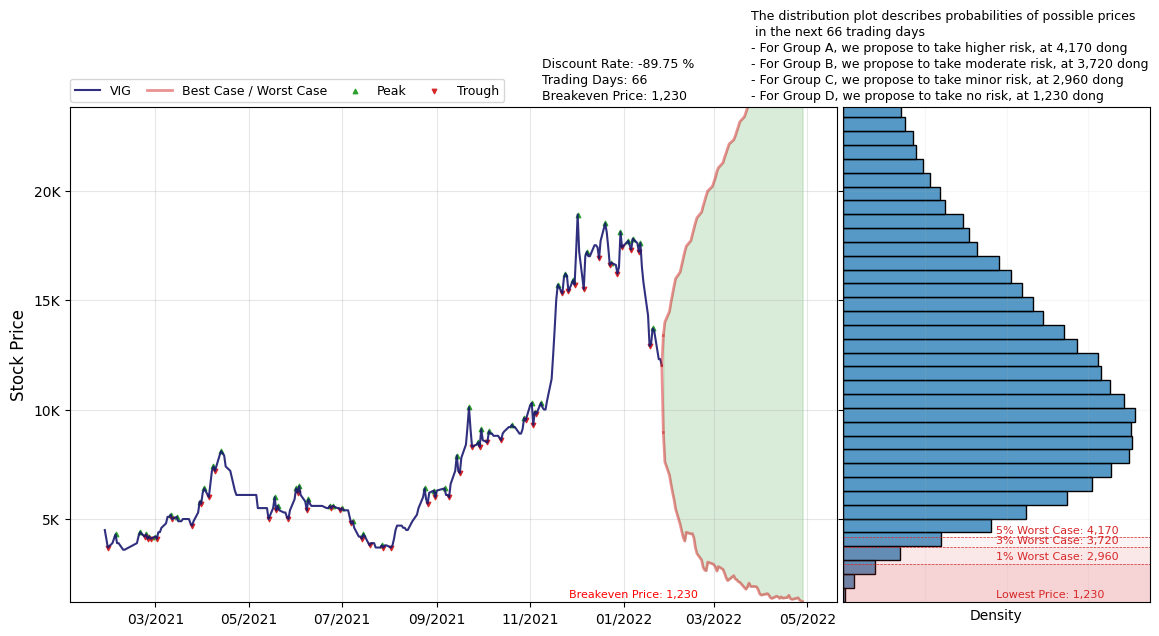 The distribution plot describes probabilities of possible prices
in the next 66 trading days
- For Group A, we propose to take higher risk, at 4,170 dong
- For Group B, we propose to take moderate risk, at 3,720 dong
- For Group C, we propose to take minor risk, at 2,960 dong
- For Group D, we propose to take no risk, at 1,230 dong
Discount Rate: -89.75 %
Trading Days: 66
Breakeven Price: 1,230
VIG
Best Case / Worst Case
Peak
Trough
Stock Price
20K
15K
10K
5K
03/2021
05/2021
07/2021
09/2021
11/2021
01/2022
03/2022
05/2022
Breakeven Price: 1,230
5% Worst Case: 4,170
3% Worst Case: 3,720
1% Worst Case: 2,960
Lowest Price: 1,230
Density